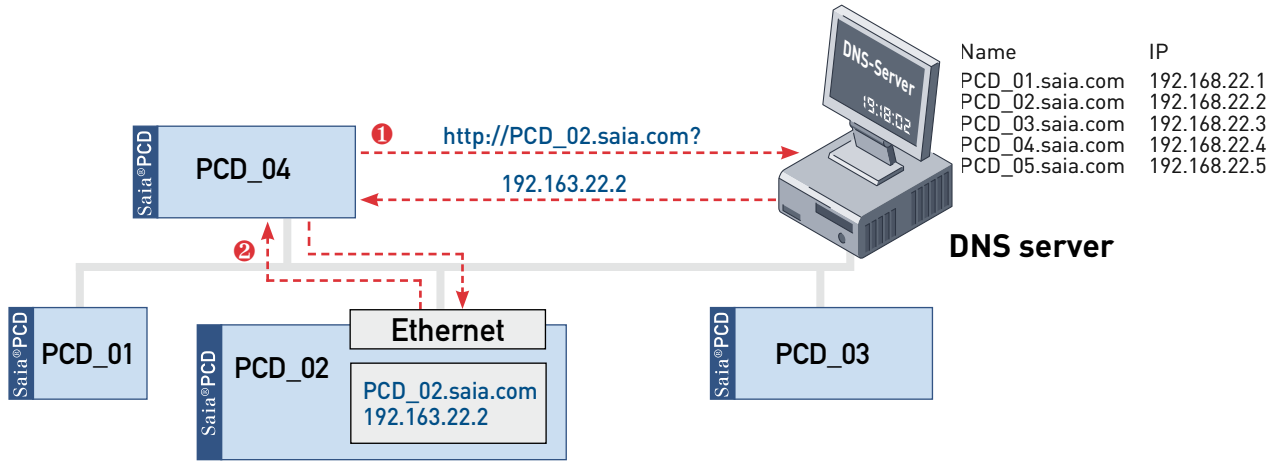 DNS-Server
19:18:02
Name IP
PCD_01.saia.com 192.168.22.1
PCD_02.saia.com 192.168.22.2
PCD_03.saia.com 192.168.22.3
PCD_04.saia.com 192.168.22.4
PCD_05.saia.com 192.168.22.5
❶
http://PCD_02.saia.com?
Saia®PCD
PCD_04
192.163.22.2
❷
DNS server
Saia®PCD
PCD_01
Saia®PCD
PCD_02
Ethernet
PCD_02.saia.com
192.163.22.2
Saia®PCD
PCD_03